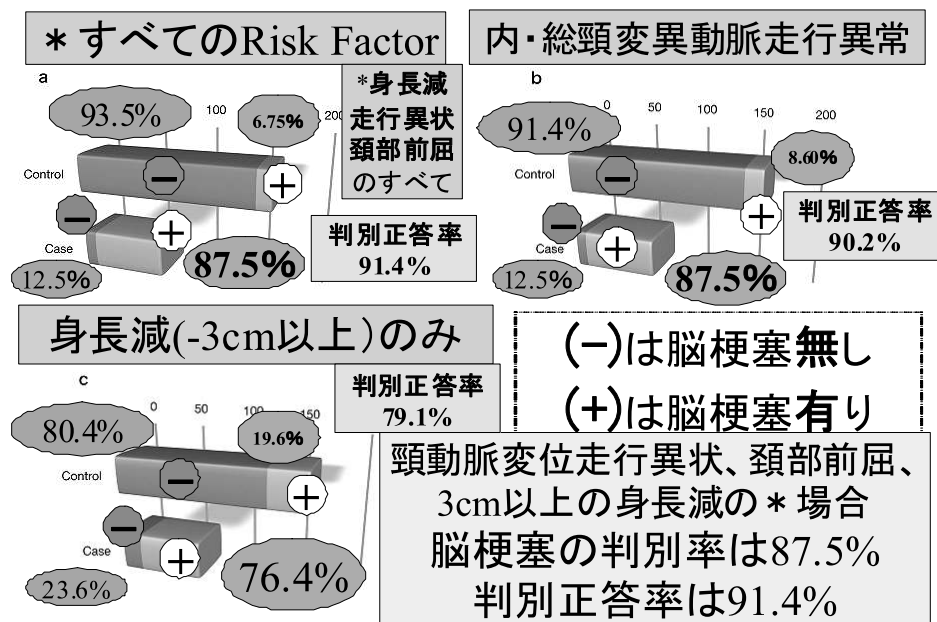 ＊すべてのRisk Factor
内・総頸変異動脈走行異常
a
93.5%
100
6.75%
200
*身長減
走行異状
頚部前屈
のすべて
Control
−
+
−
+
Case
12.5%
87.5%
判別正答率
91.4%
b
0
50
100
150
200
91.4%
8.60%
Control
−
+
−
+
Case
12.5%
87.5%
判別正答率
90.2%
身長減(-3cm以上）のみ
c
0
50
100
150
判別正答率
79.1%
80.4%
19.6%
Control
−
+
−
+
Case
23.6%
76.4%
(−)は脳梗塞無し
(+)は脳梗塞有り
頸動脈変位走行異状、頚部前屈、
3cm以上の身長減の＊場合
脳梗塞の判別率は87.5%
判別正答率は91.4%